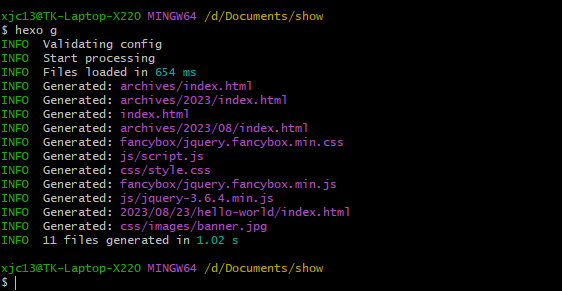 xjc13@TK-Laptop-X220 MINGW64 /d/Documents/show
$ hexo g
INFO  Validating config
INFO  Start processing
INFO  Files loaded in 654 ms
INFO  Generated: archives/index.html
INFO  Generated: archives/2023/index.html
INFO  Generated: index.html
INFO  Generated: archives/2023/08/index.html
INFO  Generated: fancybox/jquery.fancybox.min.css
INFO  Generated: js/script.js
INFO  Generated: css/style.css
INFO  Generated: fancybox/jquery.fancybox.min.js
INFO  Generated: js/jquery-3.6.4.min.js
INFO  Generated: 2023/08/23/hello-world/index.html
INFO  Generated: css/images/banner.jpg
INFO  11 files generated in 1.02 s
xjc13@TK-Laptop-X220 MINGW64 /d/Documents/show
$